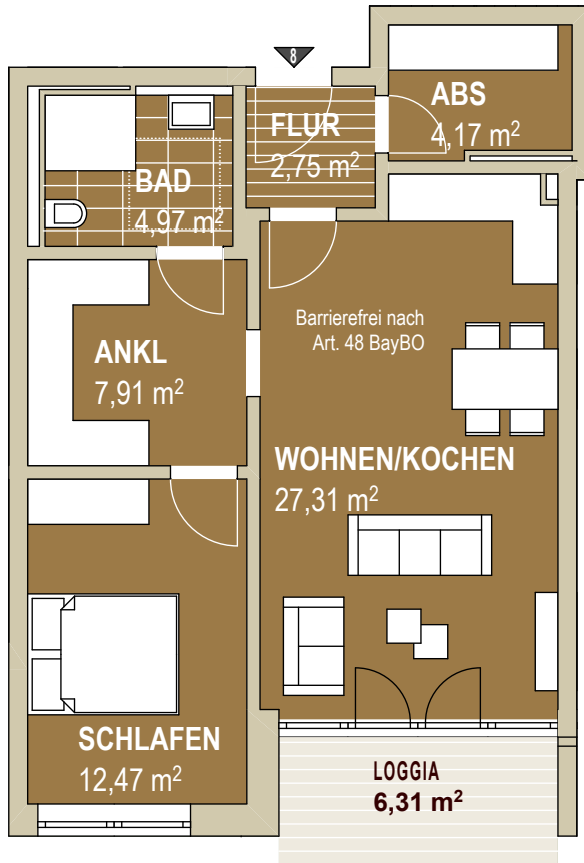 8
ABS
4,17 m²
FLUR
2,75 m²
BAD
4,97 m²
Barrierefrei nach
Art. 48 BayBO
ANKL
7,91 m²
WOHNEN/KOCHEN
27,31 m²
SCHLAFEN
12,47 m²
LOGGIA
6,31 m²